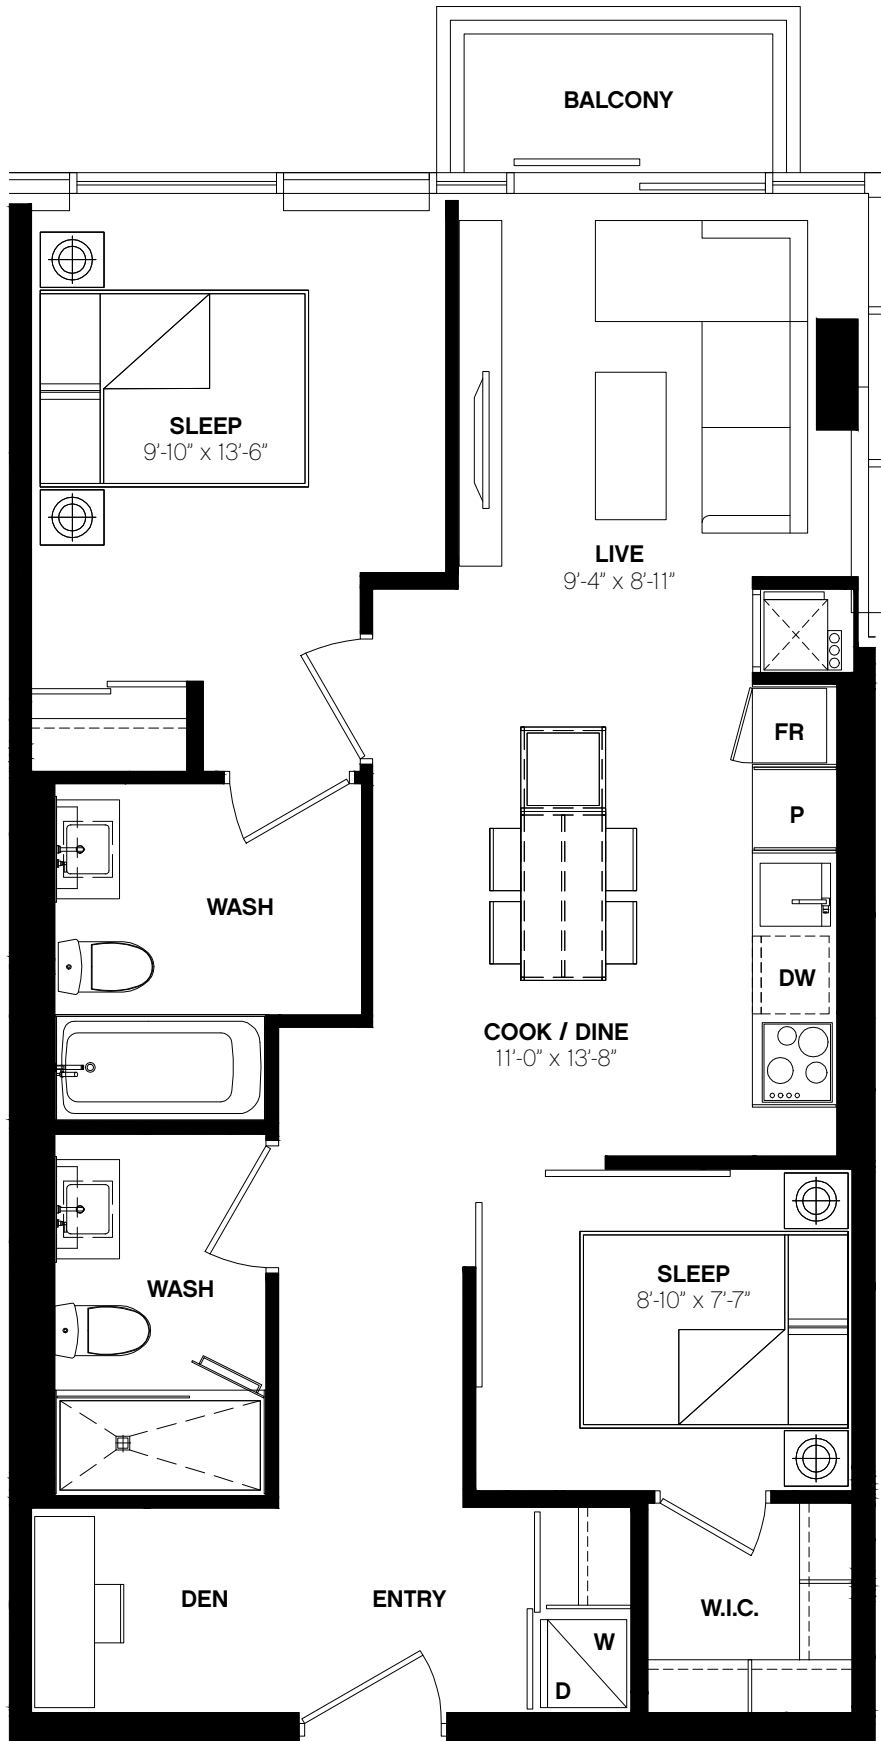 BALCONY
SLEEP
9'-10" x 13'-6"
LIVE
9'-4" x 8'-11"
FR
P
WASH
DW
COOK / DINE
11'-0" x 13'-8"
SLEEP
8'-10" x 7'-7"
WASH
DEN
ENTRY
W.I.C.
W
D